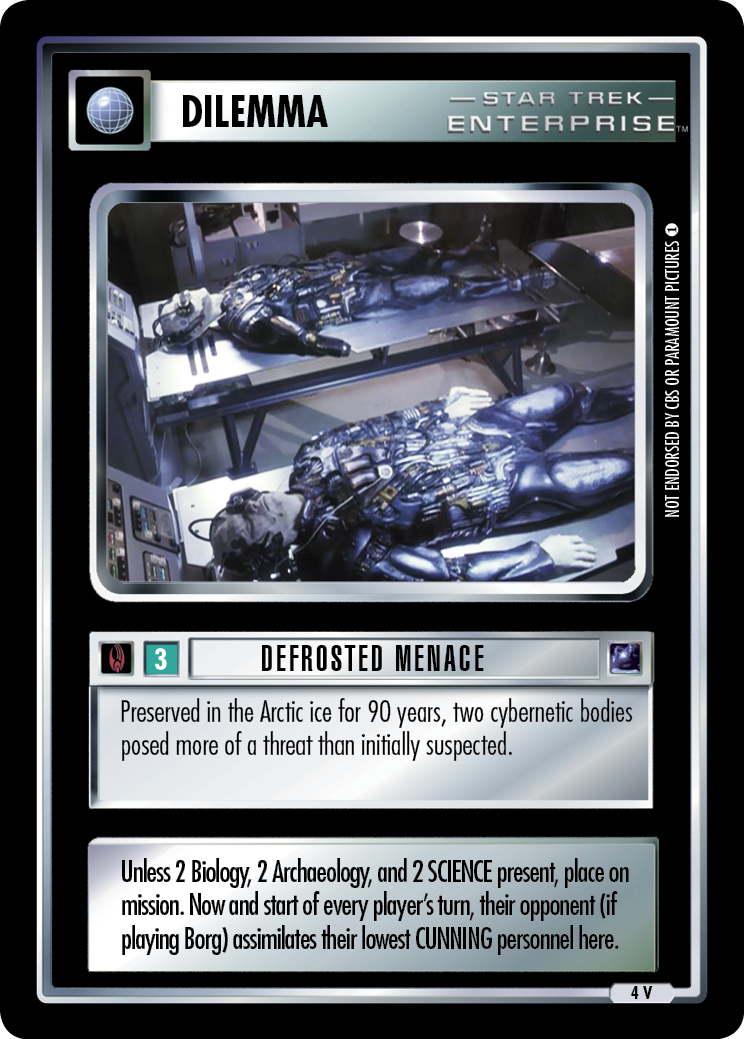 DILEMMA
STAR TREK
ENTERPRISE™
NOT ENDORSED BY CBS OR PARAMOUNT PICTURES 1
3
DEFROSTED MENACE
Preserved in the Arctic ice for 90 years, two cybernetic bodies
posed more of a threat than initially suspected.
Unless 2 Biology, 2 Archaeology, and 2 SCIENCE present, place on
mission. Now and start of every player's turn, their opponent (if
playing Borg) assimilates their lowest CUNNING personnel here.
4 V